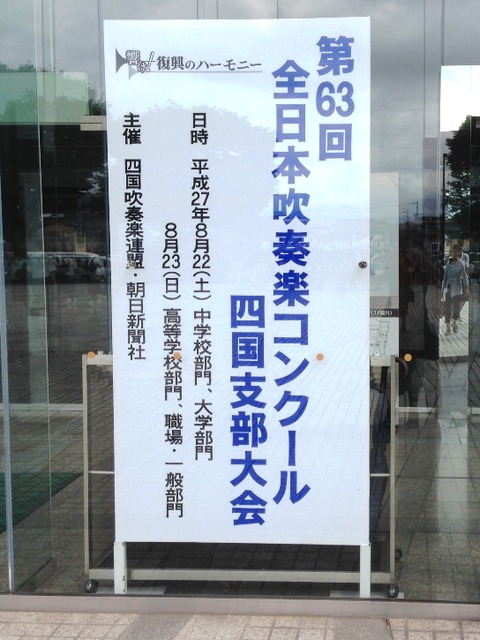 響け!復興のハーモニー
第63回
全日本吹奏楽コンクール
四国支部大会
日時 平成27年8月22(土)中学校部門、大学部門
8月23(日)高等学校部門、職場・一般部門
主催 四国吹奏楽連盟・朝日新聞社